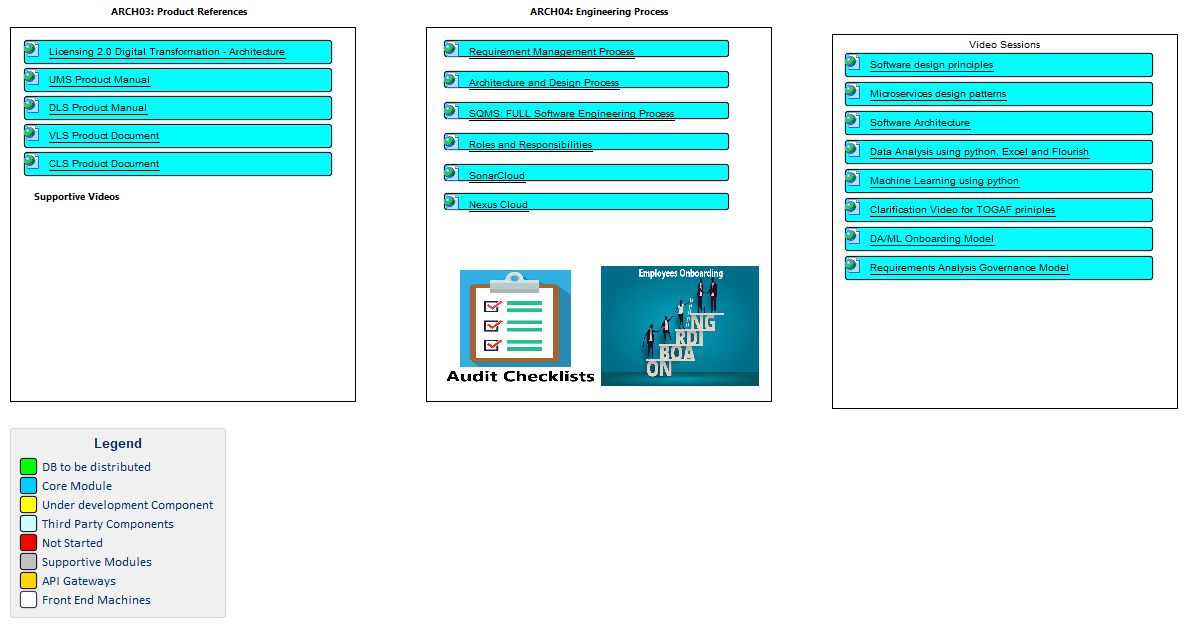 ARCH03: Product References
Licensing 2.0 Digital Transformation - Architecture
UMS Product Manual
DLS Product Manual
VLS Product Document
CLS Product Document
Supportive Videos
ARCH04: Engineering Process
Requirement Management Process
Architecture and Design Process
SQMS: FULL Software Engineering Process
Roles and Responsibilities
SonarCloud
Nexus Cloud
Audit Checklists
Employees Onboarding
NG
RDI
BOA
ON
Video Sessions
Software design principles
Microservices design patterns
Software Architecture
Data Analysis using python, Excel and Flourish
Machine Learning using python
Clarification Video for TOGAF priniples
DA/ML Onboarding Model
Requirements Analysis Governance Model
Legend
DB to be distributed
Core Module
Under development Component
Third Party Components
Not Started
Supportive Modules
API Gateways
Front End Machines